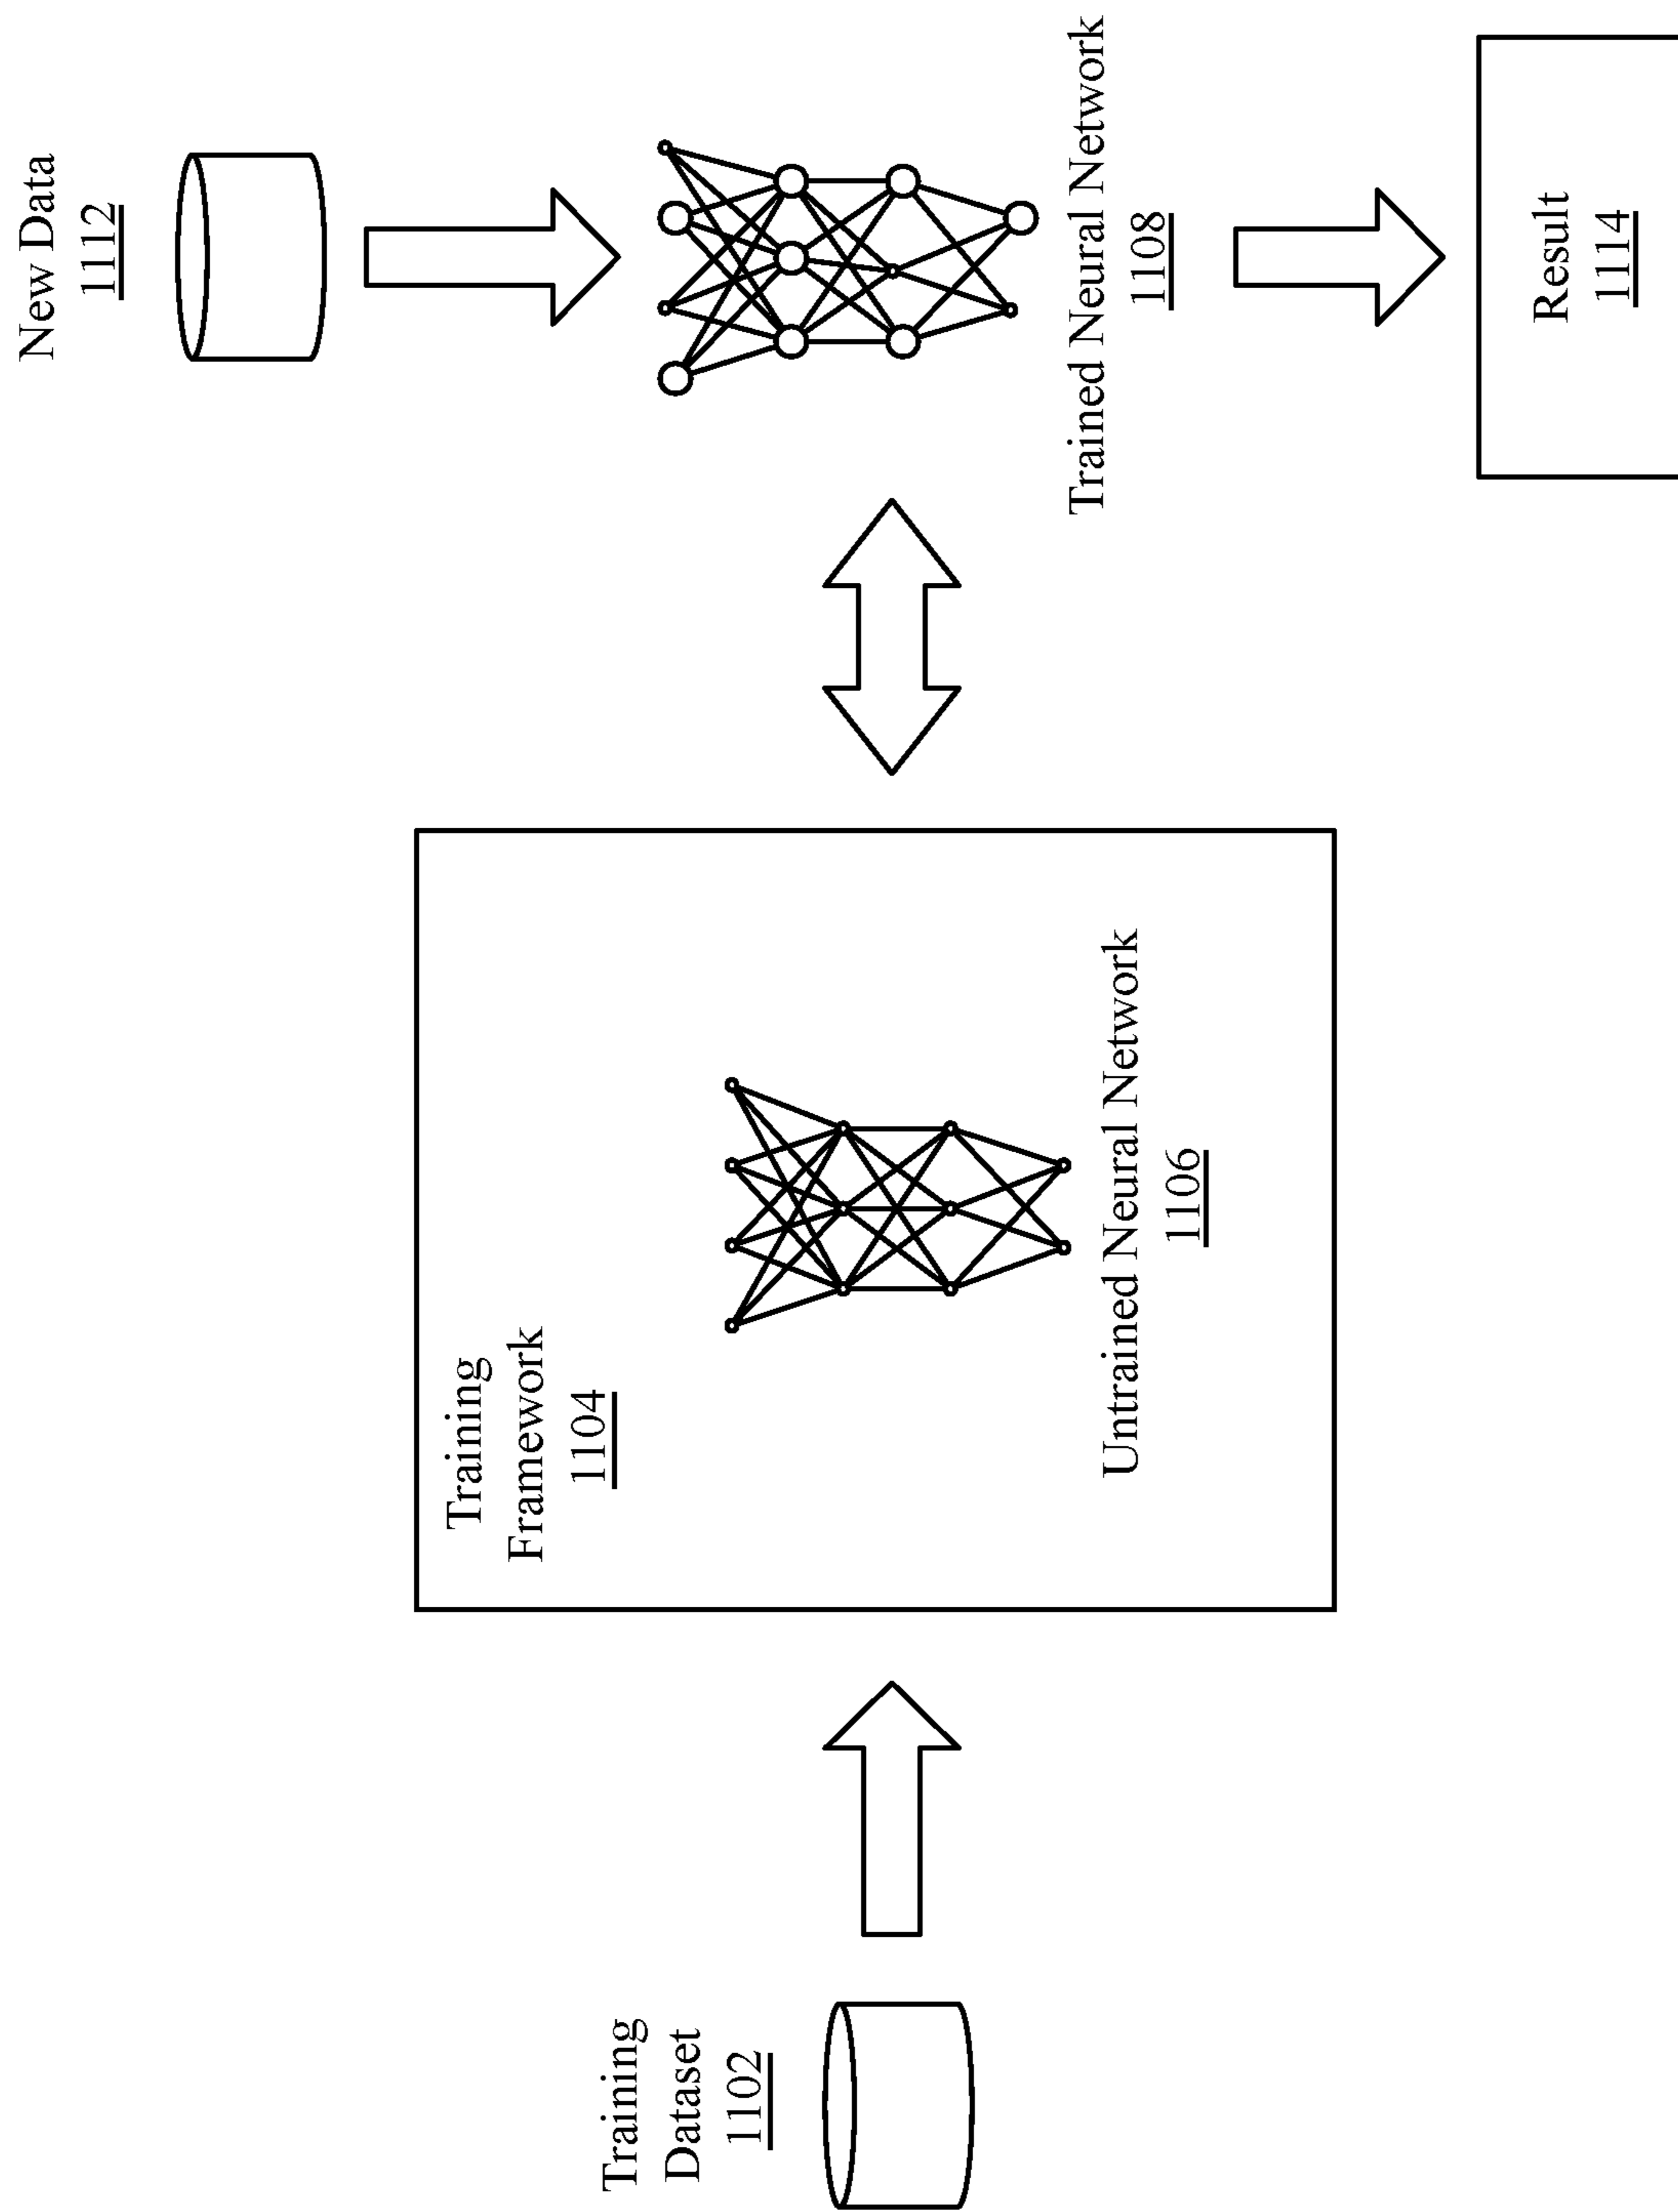 Training
Dataset
1102
Training
Framework
1104
Untrained Neural Network
1106
New Data
1112
Trained Neural Network
1108
Result
1114